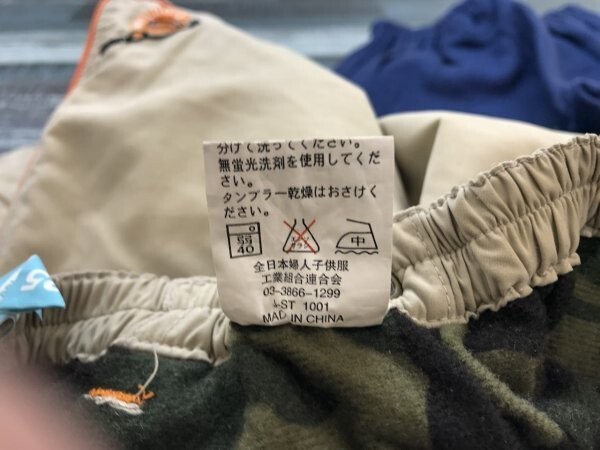 分けて洗ってください。
無蛍光洗剤を使用してくだ
さい。
タンブラー乾燥はおさけく
ださい。
40
中
全日本婦人子供服
工業組合連合会
03-3866-1299
ST 1001
MADE IN CHINA
95